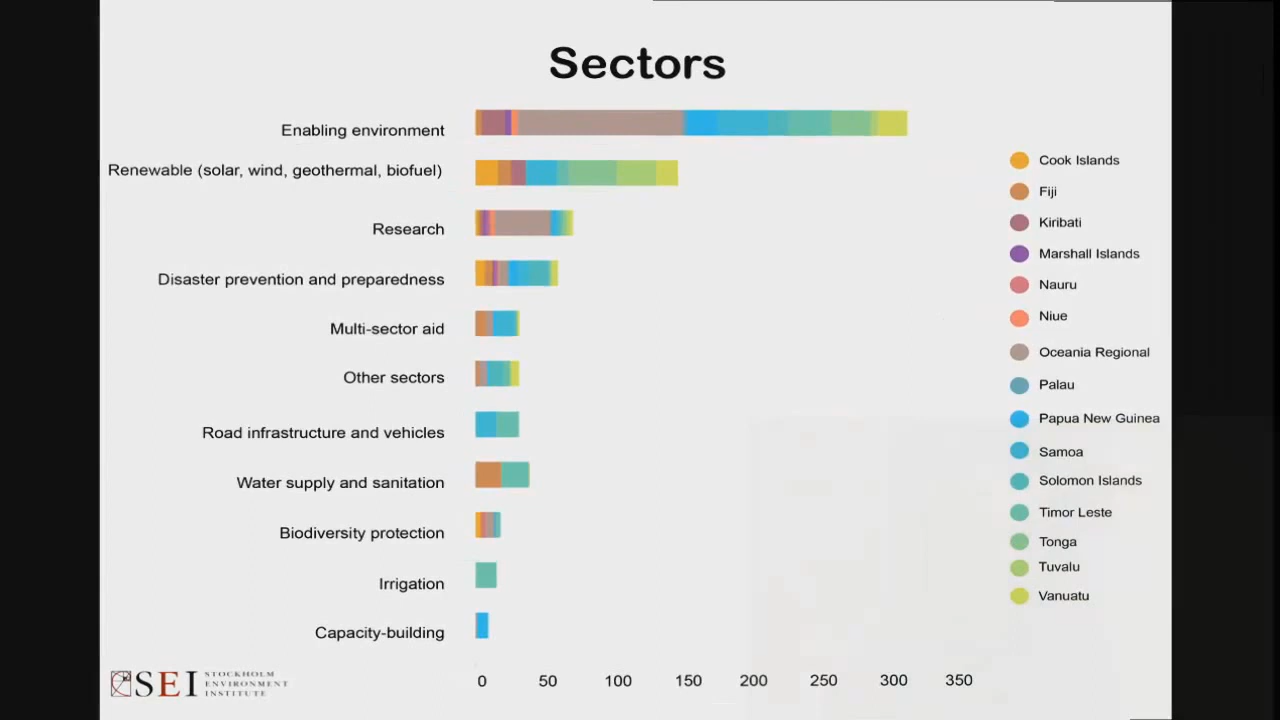 Sectors
Enabling environment
Renewable (solar, wind, geothermal, biofuel)
Research
Disaster prevention and preparedness
Multi-sector aid
Other sectors
Road infrastructure and vehicles
Water supply and sanitation
Biodiversity protection
Irrigation
Capacity-building
0 50 100 150 200 250 300 350
Cook Islands
Fiji
Kiribati
Marshall Islands
Nauru
Niue
Oceania Regional
Palau
Papua New Guinea
Samoa
Solomon Islands
Timor Leste
Tonga
Tuvalu
Vanuatu
SEI
STOCKHOLM
ENVIRONMENT
INSTITUTE